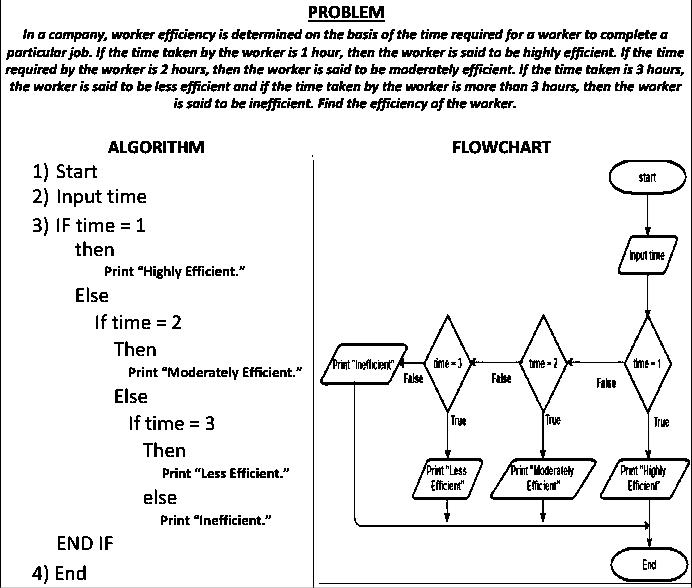 PROBLEM
In a company, worker efficiency is determined on the basis of the time required for a worker to complete a
particular job. If the time taken by the worker is 1 hour, then the worker is said to be highly efficient. If the time
required by the worker is 2 hours, then the worker is said to be moderately efficient. If the time taken is 3 hours,
the worker is said to be less efficient and if the time taken by the worker is more than 3 hours, then the worker
is said to be inefficient. Find the efficiency of the worker.
ALGORITHM
1) Start
2) Input time
3) IF time = 1
then
Print “Highly Efficient.”
Else
If time = 2
Then
Print “Moderately Efficient.”
Else
If time = 3
Then
Print “Less Efficient.”
else
Print “Inefficient.”
END IF
4) End
FLOWCHART
start
Input time
time = 1
False
True
time = 2
False
True
time = 3
False
True
Print "Inefficient"
Print "Less
Efficient"
Print "Moderately
Efficient"
Print "Highly
Efficient"
End